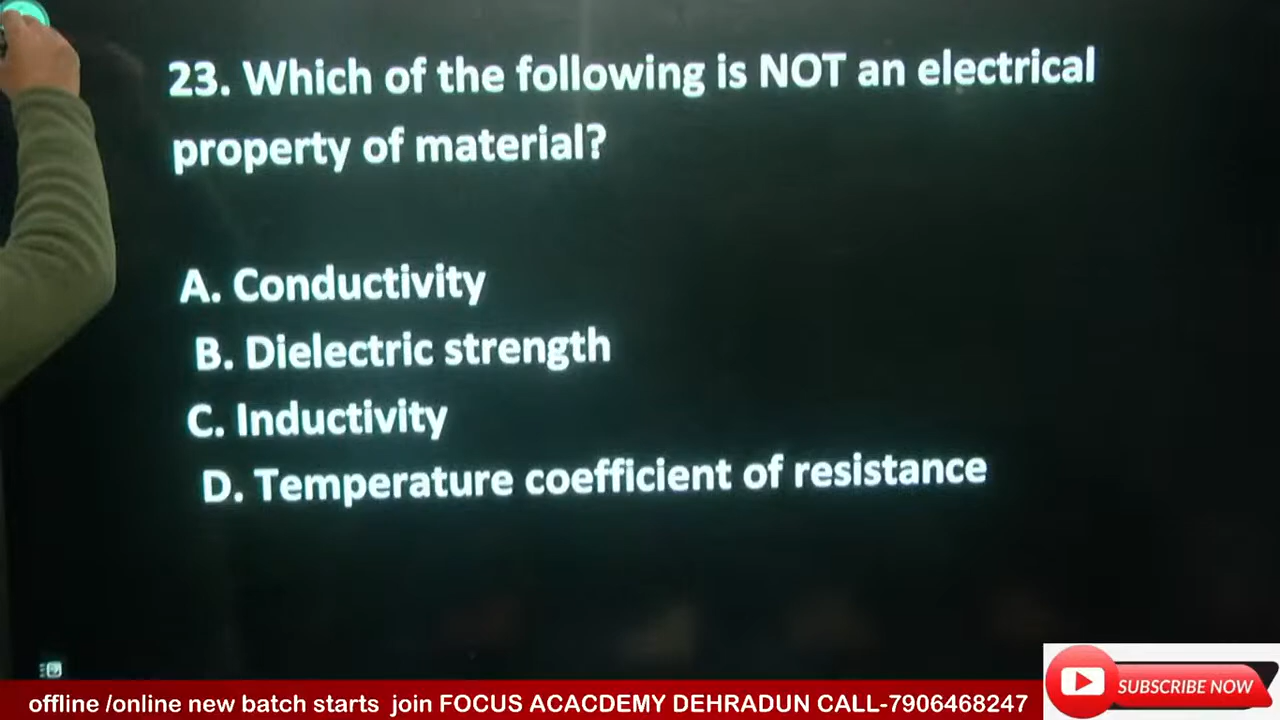 23. Which of the following is NOT an electrical
property of material?
A. Conductivity
B. Dielectric strength
C. Inductivity
D. Temperature coefficient of resistance
offline /online new batch starts join FOCUS ACACDEMY DEHRADUN CALL-7906468247
SUBSCRIBE NOW